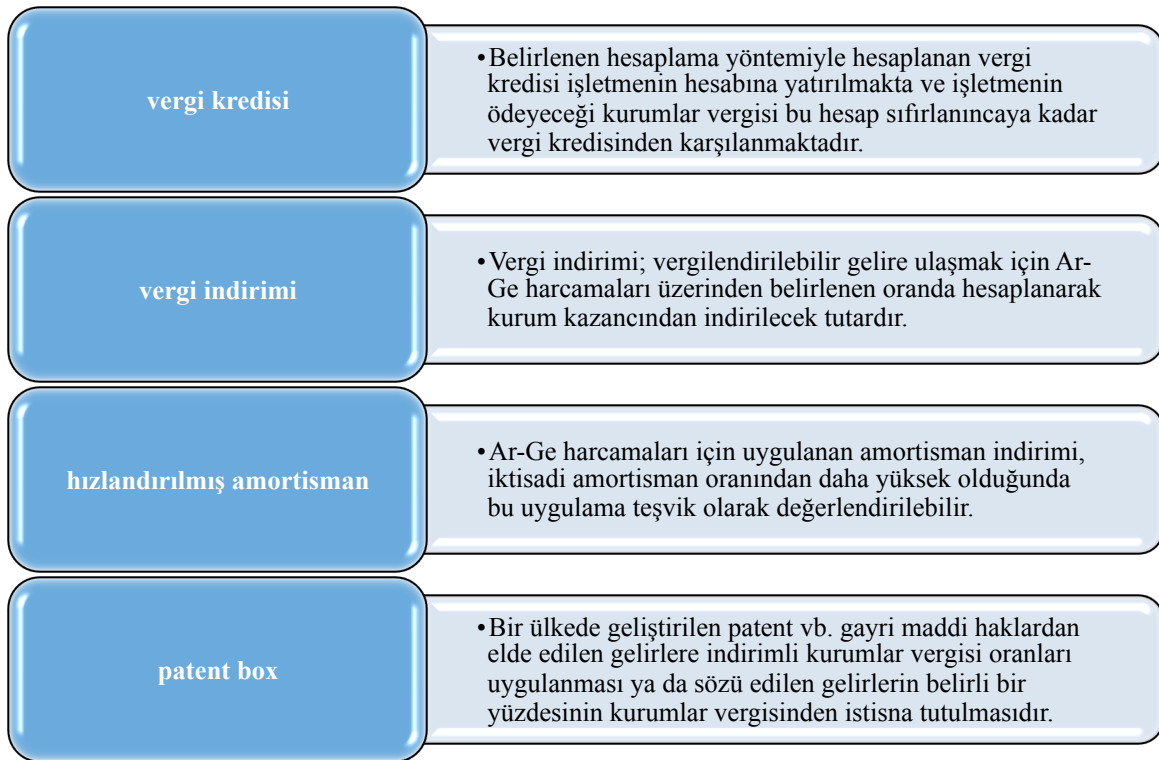 vergi kredisi
•Belirlenen hesaplama yöntemiyle hesaplanan vergi
kredisi işletmenin hesabına yatırılmakta ve işletmenin
ödeyeceği kurumlar vergisi bu hesap sıfırlanıncaya kadar
vergi kredisinden karşılanmaktadır.
vergi indirimi
•Vergi indirimi; vergilendirilebilir gelire ulaşmak için Ar-
Ge harcamaları üzerinden belirlenen oranda hesaplanarak
kurum kazancından indirilecek tutardır.
hızlandırılmış amortisman
•Ar-Ge harcamaları için uygulanan amortisman indirimi,
iktisadi amortisman oranından daha yüksek olduğunda
bu uygulama teşvik olarak değerlendirilebilir.
patent box
•Bir ülkede geliştirilen patent vb. gayri maddi haklardan
elde edilen gelirlere indirimli kurumlar vergisi oranları
uygulanması ya da sözü edilen gelirlerin belirli bir
yüzdesinin kurumlar vergisinden istisna tutulmasıdır.